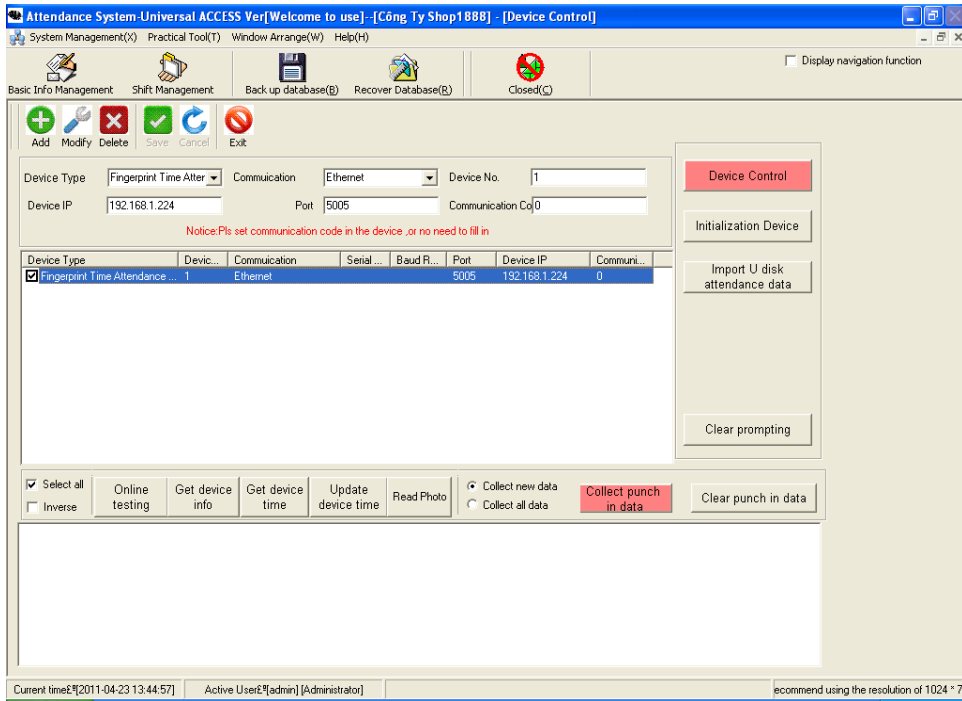 Attendance System-Universal ACCESS Ver[Welcome to use]--[Công Ty Shop1888] - [Device Control]
System Management(X) Practical Tool(T) Window Arrange(W) Help(H)
Basic Info Management Shift Management Back up database(B) Recover Database(R) Closed(C) Display navigation function
Add Modify Delete Save Cancel Exit
Device Type Fingerprint Time Atter Commuication Ethernet Device No. 1
Device IP 192.168.1.224 Port 5005 Communication Co 0
Notice:Pls set communication code in the device ,or no need to fill in
Device Control
Initialization Device
Import U disk
attendance data
Clear prompting
Device Type Devic... Commuication Serial ... Baud R... Port Device IP Communi...
Fingerprint Time Attendance ... 1 Ethernet 5005 192.168.1.224 0
Select all
Inverse
Online
testing
Get device
info
Get device
time
Update
device time
Read Photo
Collect new data
Collect all data
Collect punch
in data
Clear punch in data
Current time£º[2011-04-23 13:44:57] Active User£º[admin] [Administrator] ecommend using the resolution of 1024 * 7